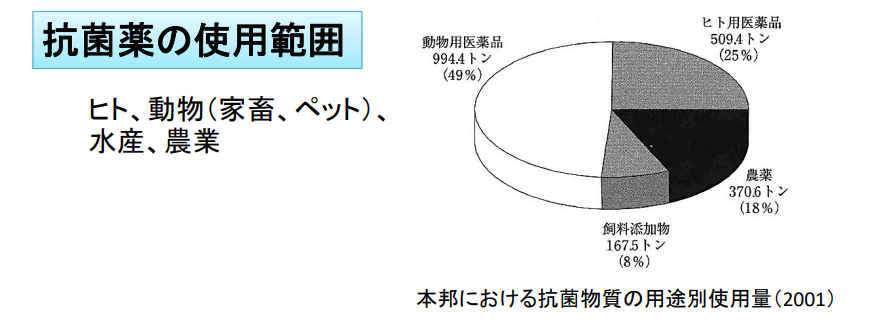 抗菌薬の使用範囲
ヒト、動物（家畜、ペット）、
水産、農業
動物用医薬品
994.4トン
(49%)
ヒト用医薬品
509.4トン
(25%)
農薬
370.6トン
(18%)
飼料添加物
167.5トン
(8%)
本邦における抗菌物質の用途別使用量（2001）